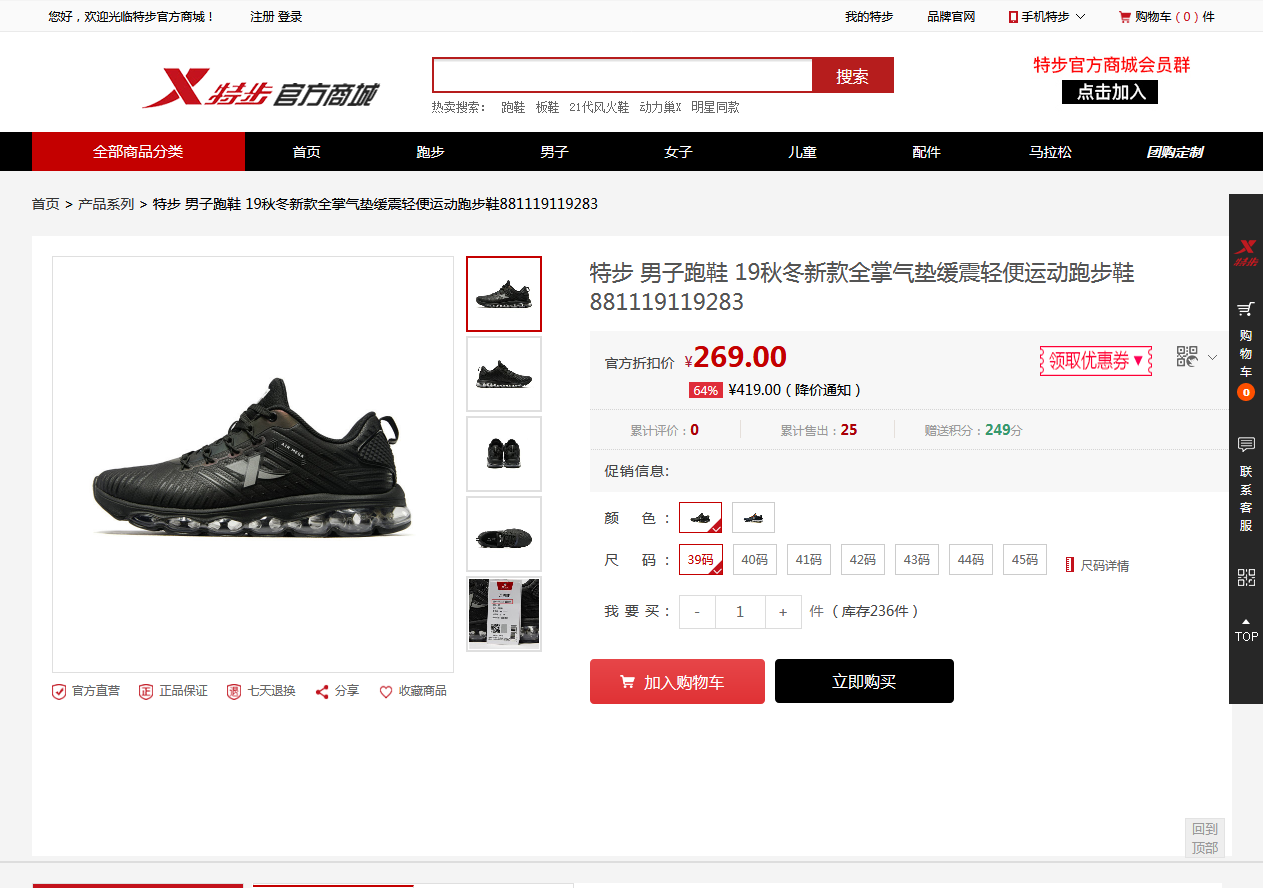 您好，欢迎光临特步官方商城！ 注册 登录 我的特步 品牌官网 手机特步 购物车 ( 0 ) 件
特步 官方商城
搜索
热卖搜索： 跑鞋 板鞋 21代风火鞋 动力巢X 明星同款
特步官方商城会员群
点击加入
全部商品分类 首页 跑步 男子 女子 儿童 配件 马拉松 团购定制
首页 > 产品系列 > 特步 男子跑鞋 19秋冬新款全掌气垫缓震轻便运动跑步鞋881119119283
特步 男子跑鞋 19秋冬新款全掌气垫缓震轻便运动跑步鞋
881119119283
官方折扣价 ¥269.00
领取优惠券▼
64% ¥419.00 ( 降价通知 )
累计评价：0 累计售出：25 赠送积分：249分
促销信息:
颜 色：
尺 码： 39码 40码 41码 42码 43码 44码 45码 尺码详情
我 要 买： - 1 + 件 ( 库存236件 )
加入购物车 立即购买
AIR MEGA
官方直营 正品保证 七天退换 分享 收藏商品
特步
购物车
0
联系客服
TOP
回到
顶部